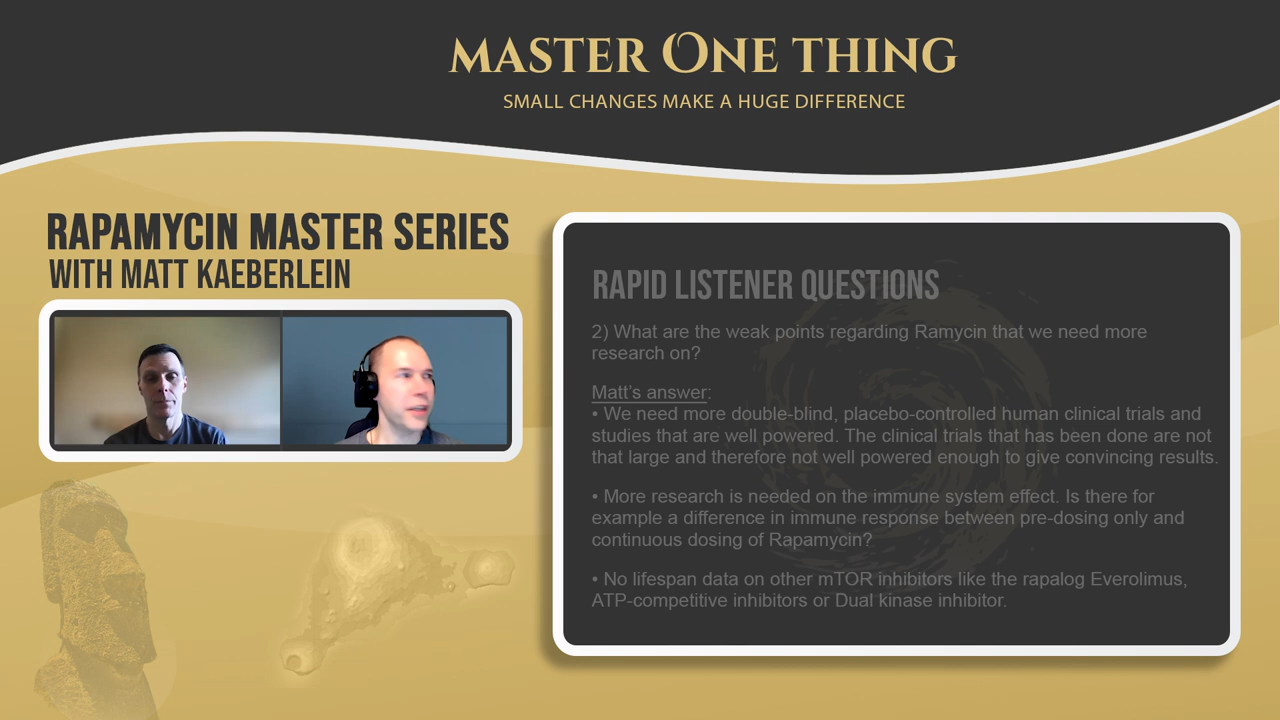 MASTER ONE THING
SMALL CHANGES MAKE A HUGE DIFFERENCE
RAPAMYCIN MASTER SERIES
WITH MATT KAEBERLEIN
RAPID LISTENER QUESTIONS
2) What are the weak points regarding Ramycin that we need more
research on?
Matt's answer:
• We need more double-blind, placebo-controlled human clinical trials and
studies that are well powered. The clinical trials that has been done are not
that large and therefore not well powered enough to give convincing results.
• More research is needed on the immune system effect. Is there for
example a difference in immune response between pre-dosing only and
continuous dosing of Rapamycin?
• No lifespan data on other mTOR inhibitors like the rapalog Everolimus,
ATP-competitive inhibitors or Dual kinase inhibitor.